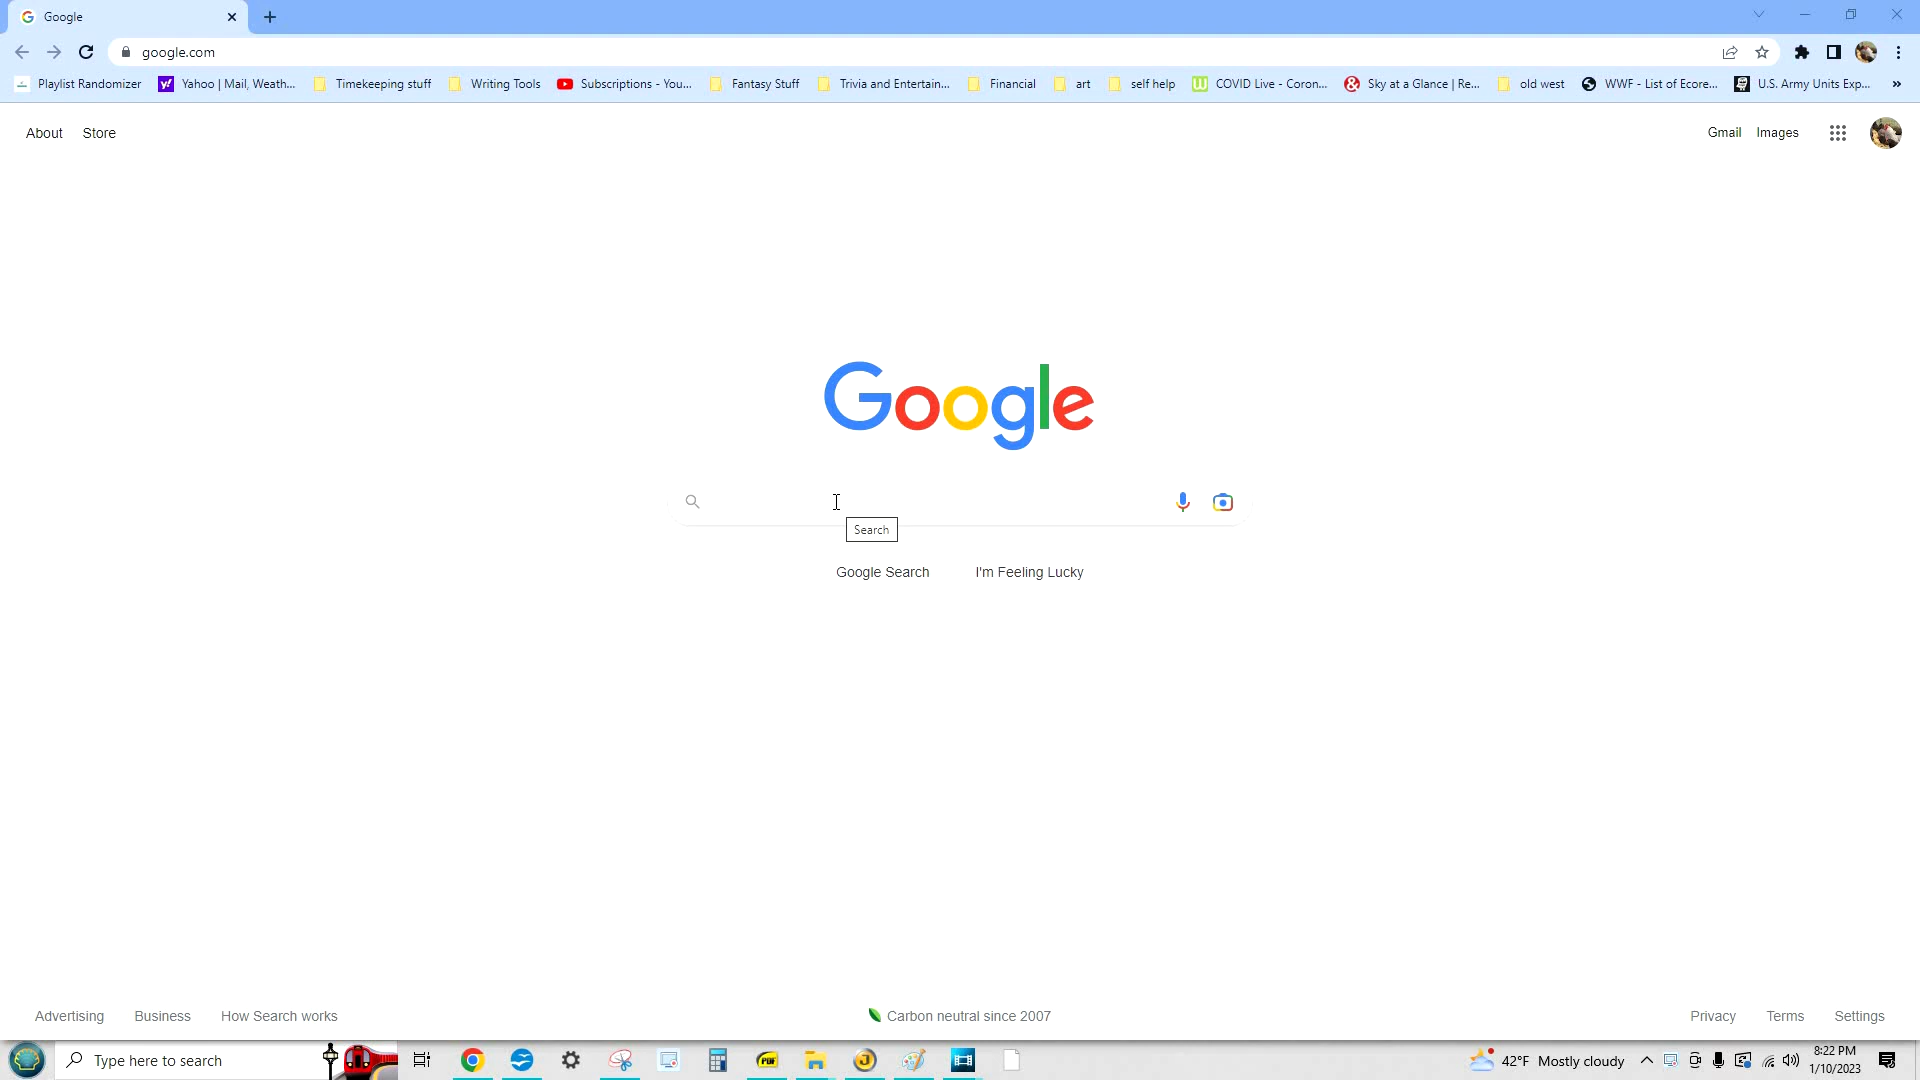 Google
google.com
Playlist Randomizer
Yahoo | Mail, Weath...
Timekeeping stuff
Writing Tools
Subscriptions - You...
Fantasy Stuff
Trivia and Entertain...
Financial
art
self help
COVID Live - Coron...
Sky at a Glance | Re...
old west
WWF - List of Ecore...
U.S. Army Units Exp...
»
About
Store
Gmail
Images
Google
Search
Google Search
I'm Feeling Lucky
Advertising
Business
How Search works
Carbon neutral since 2007
Privacy
Terms
Settings
Type here to search
PDF
J
42°F Mostly cloudy
8:22 PM
1/10/2023